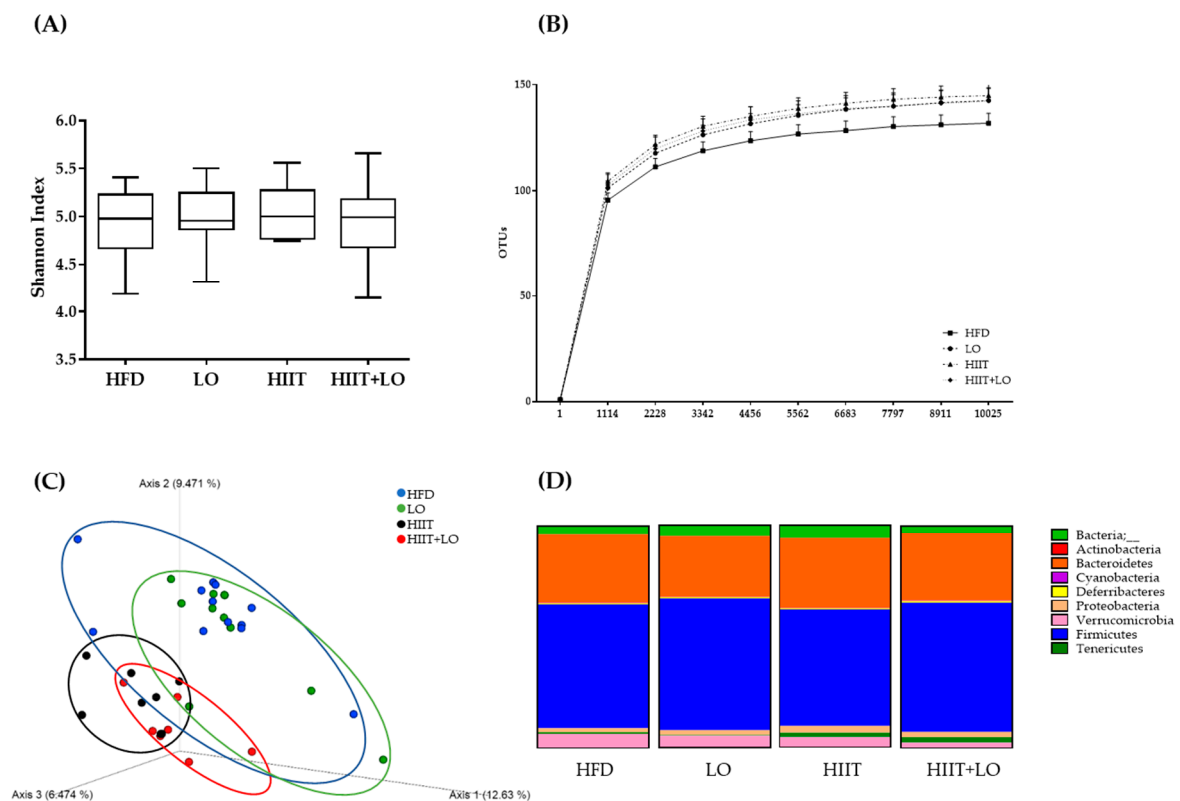 (A)
(B)
6.0
5.5
5.0
4.5
4.0
3.5
Shannon Index
HFD
LO
HIIT
HIIT+LO
150
100
50
0
OTUs
HFD
LO
HIIT
HIIT+LO
1
1114
2228
3342
4456
5562
6683
7797
8911
10025
(C)
Axis 2 (9.471 %)
HFD
LO
HIIT
HIIT+LO
Axis 3 (6.474 %)
Axis 1 (12.63 %)
(D)
HFD
LO
HIIT
HIIT+LO
Bacteria;__
Actinobacteria
Bacteroidetes
Cyanobacteria
Deferribacteres
Proteobacteria
Verrucomicrobia
Firmicutes
Tenericutes